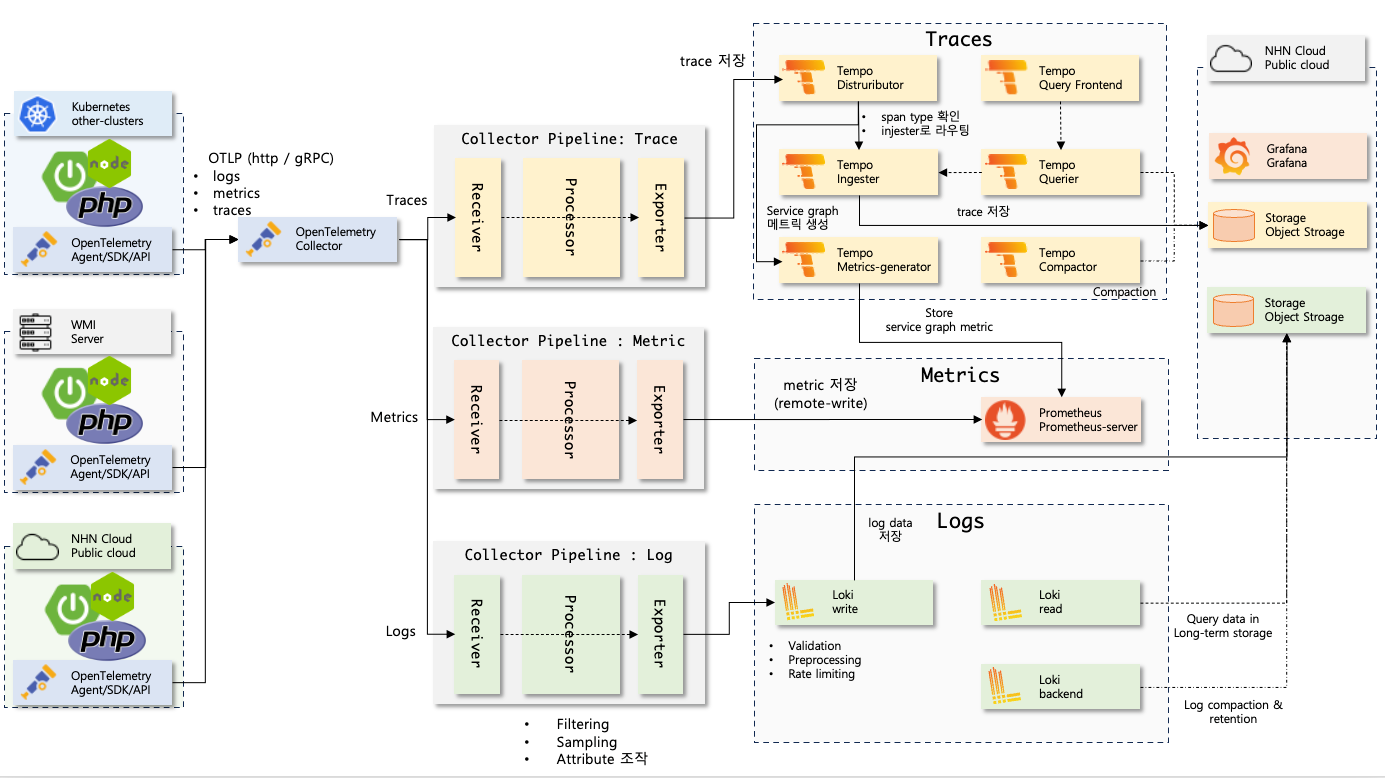 Kubernetes
other-clusters
node
php
OpenTelemetry
Agent/SDK/API
WMI
Server
node
php
OpenTelemetry
Agent/SDK/API
NHN Cloud
Public cloud
node
php
OpenTelemetry
Agent/SDK/API
OTLP (http / gRPC)
• logs
• metrics
• traces
OpenTelemetry
Collector
Traces
Metrics
Logs
Collector Pipeline: Trace
Receiver
Processor
Exporter
Collector Pipeline : Metric
Receiver
Processor
Exporter
Collector Pipeline : Log
Receiver
Processor
Exporter
• Filtering
• Sampling
• Attribute 조작
trace 저장
Traces
Tempo
Distruributor
Tempo
Query Frontend
• span type 확인
• injester로 라우팅
Tempo
Ingester
Tempo
Querier
Service graph
메트릭 생성
trace 저장
Tempo
Metrics-generator
Tempo
Compactor
Compaction
Store
service graph metric
Metrics
metric 저장
(remote-write)
Prometheus
Prometheus-server
Logs
log data
저장
Loki
write
Loki
read
• Validation
• Preprocessing
• Rate limiting
Loki
backend
NHN Cloud
Public cloud
Grafana
Grafana
Storage
Object Stroage
Storage
Object Stroage
Query data in
Long-term storage
Log compaction &
retention